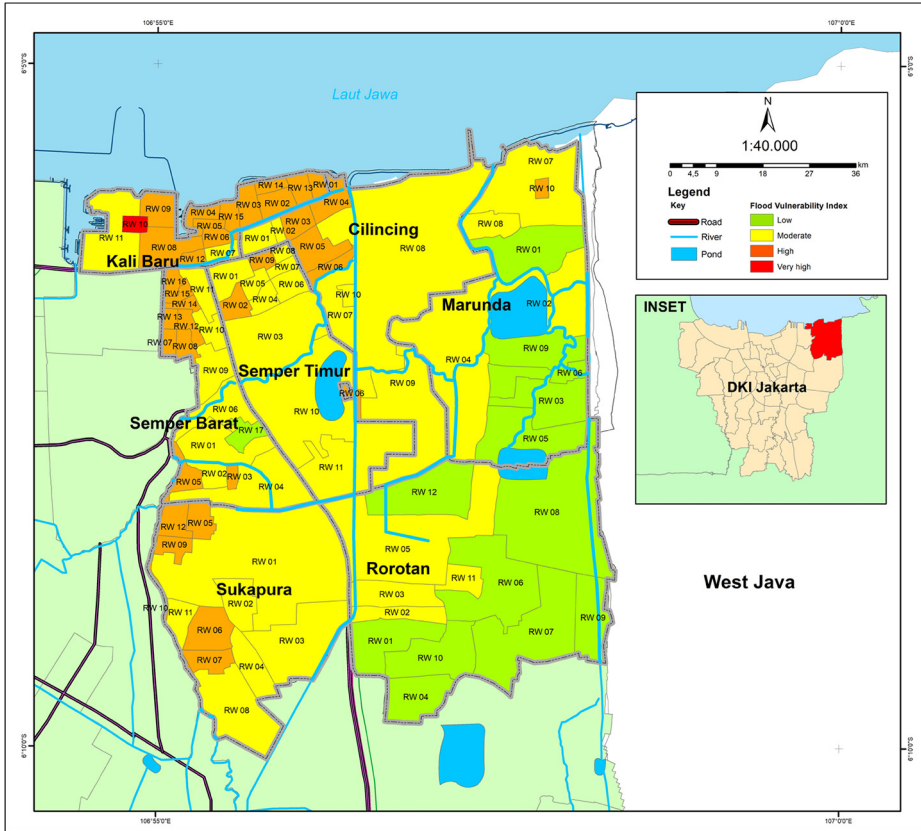 106°55'0"E
107°0'0"E
6°5'0"S
6°5'0"S
Laut Jawa
N
1:40.000
0 4,5 9 18 27 36 km
Legend
Key
Flood Vulnerability Index
Road
River
Pond
Low
Moderate
High
Very high
INSET
DKI Jakarta
RW 07
RW 10
RW 08
RW 01
RW 14
RW 13
RW 01
RW 03
RW 02
RW 04
RW 09
RW 04
RW 15
RW 10
RW 05
RW 03
RW 11
RW 06
RW 01
RW 02
RW 08
RW 07
RW 05
Cilincing
RW 08
Kali Baru
RW 12
RW 08
RW 09
RW 07
RW 06
RW 01
RW 16
RW 11
RW 05
RW 06
RW 15
RW 04
RW 02
RW 14
RW 10
RW 13
RW 12
RW 10
RW 07
RW 03
RW 07
RW 08
Marunda
RW 02
RW 04
RW 09
RW 09
Semper Timur
RW 09
RW 06
RW 06
RW 10
RW 03
RW 06
Semper Barat
RW 17
RW 01
RW 05
RW 11
RW 02
RW 03
RW 05
RW 04
RW 12
RW 08
RW 12
RW 05
RW 09
RW 05
RW 01
Rorotan
RW 11
RW 06
Sukapura
RW 03
RW 02
RW 02
RW 10
RW 11
RW 09
RW 06
RW 03
RW 01
RW 07
RW 07
RW 04
RW 10
RW 08
RW 04
West Java
6°10'0"S
6°10'0"S
106°55'0"E
107°0'0"E